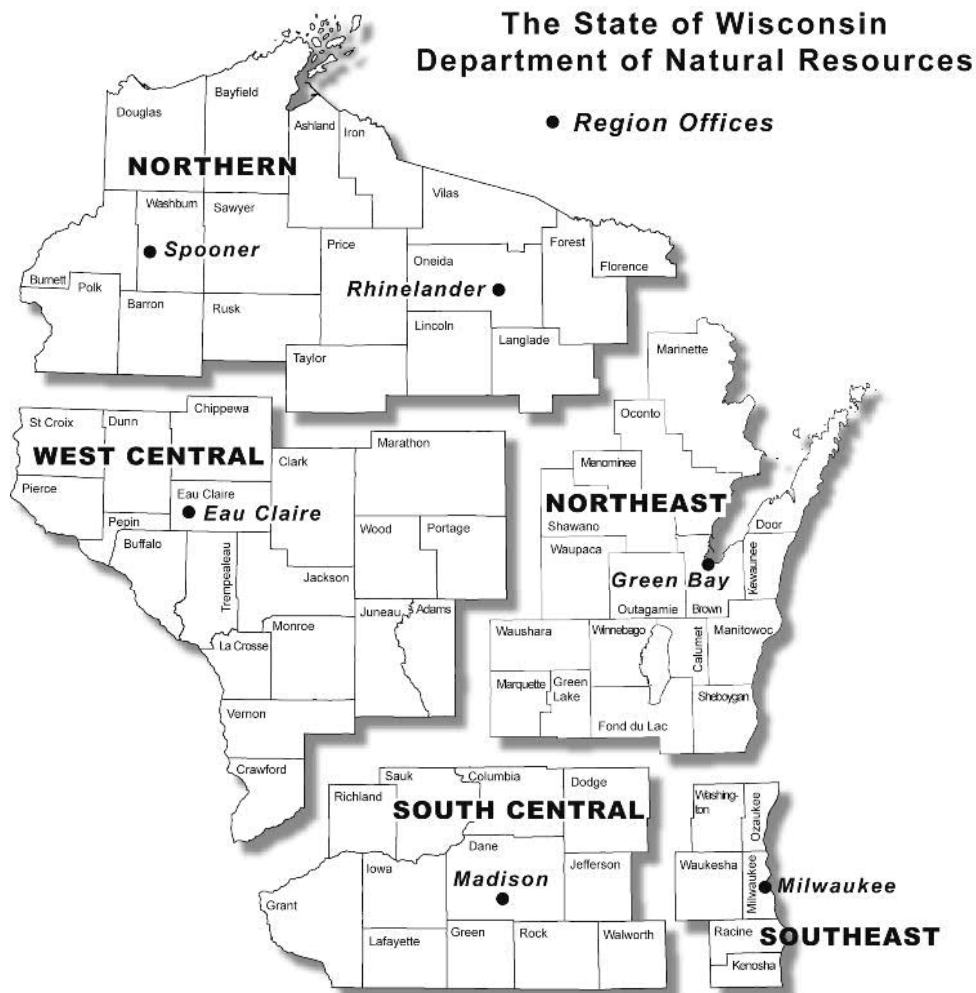 The State of Wisconsin
Department of Natural Resources
Region Offices
Douglas
Bayfield
Ashland
Iron
NORTHERN
Vilas
Washburn
Sawyer
Price
Oneida
Forest
Florence
Spooner
Burnett
Polk
Rhinelander
Barron
Rusk
Lincoln
Langlade
Taylor
Marinette
St Croix
Dunn
Chippewa
Oconto
WEST CENTRAL
Clark
Marathon
Menominee
Pierce
Eau Claire
Eau Claire
NORTHEAST
Pepin
Buffalo
Trempealeau
Wood
Portage
Shawano
Waupaca
Door
Kewaunee
Jackson
Green Bay
Juneau
Adams
Outagamie
Brown
Monroe
La Crosse
Waushara
Winnebago
Calumet
Manitowoc
Marquette
Green
Lake
Sheboygan
Vernon
Fond du Lac
Crawford
Sauk
Columbia
Dodge
Richland
SOUTH CENTRAL
Washing-
ton
Ozaukee
Dane
Iowa
Jefferson
Waukesha
Milwaukee
Madison
Milwaukee
Grant
Lafayette
Green
Rock
Walworth
Racine
SOUTHEAST
Kenosha